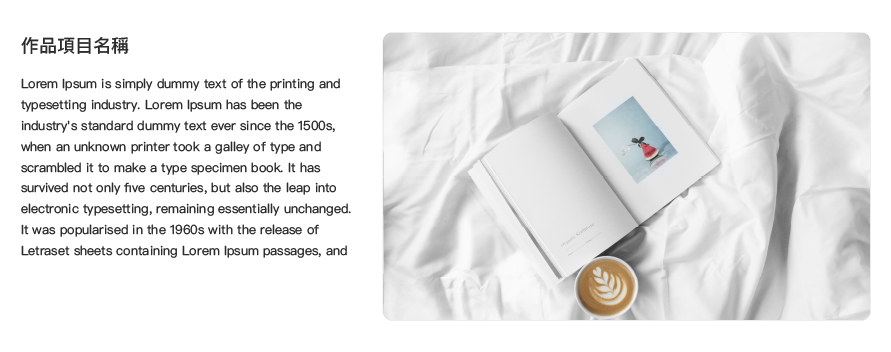 作品項目名稱
Lorem Ipsum is simply dummy text of the printing and
typesetting industry. Lorem Ipsum has been the
industry's standard dummy text ever since the 1500s,
when an unknown printer took a galley of type and
scrambled it to make a type specimen book. It has
survived not only five centuries, but also the leap into
electronic typesetting, remaining essentially unchanged.
It was popularised in the 1960s with the release of
Letraset sheets containing Lorem Ipsum passages, and